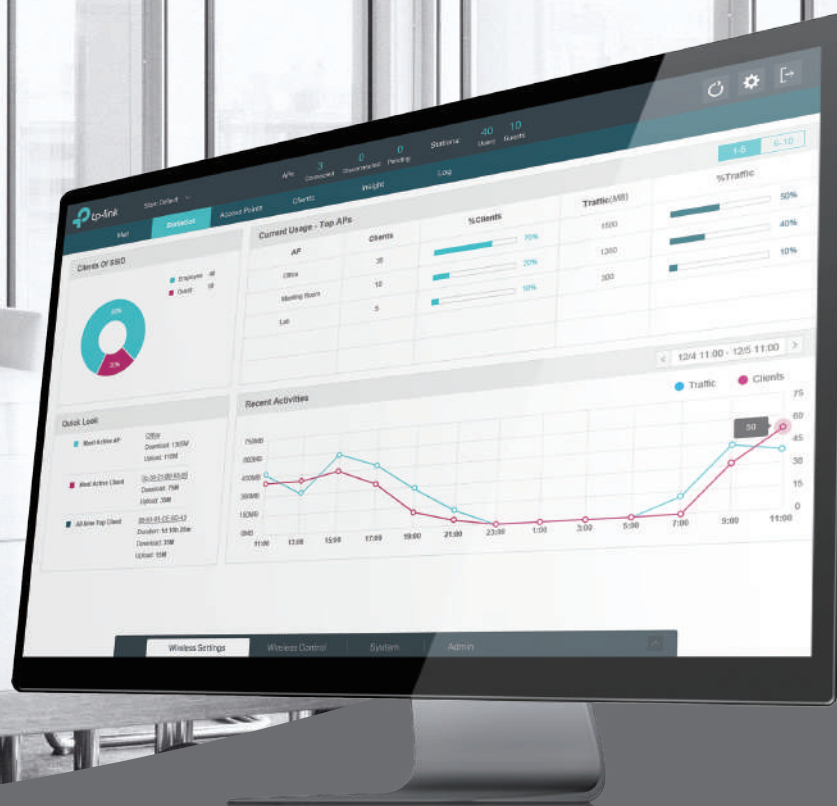 tp-link
Site: Default
APs: 3 0 0 Stations: 40 10
Connected Disconnected Pending Users Guests
Map Statistics Access Points Clients Insight Log
1-5 6-10
Clients Of SSID
Employee 40
Guest 10
20%
Current Usage - Top APs
AP Clients %Clients Traffic(MB) %Traffic
Office 35 70% 1500 50%
Meeting Room 10 20% 40%
Lab 5 10% 300 10%
Quick Look
Most Active AP Office
Download: 1305M
Upload: 110M
Most Active Client
Download: 75M
Upload: 39M
All-time Top Client
Upload: 15M
Recent Activities
< 12/4 11:00 - 12/5 11:00 >
Traffic Clients
750MB
600MB
450MB
300MB
150MB
0MB
75
60
45
30
15
0
50
11:00 13:00 15:00 17:00 19:00 21:00 23:00 1:00 3:00 5:00 7:00 9:00 11:00
Wireless Settings Wireless Control System Admin